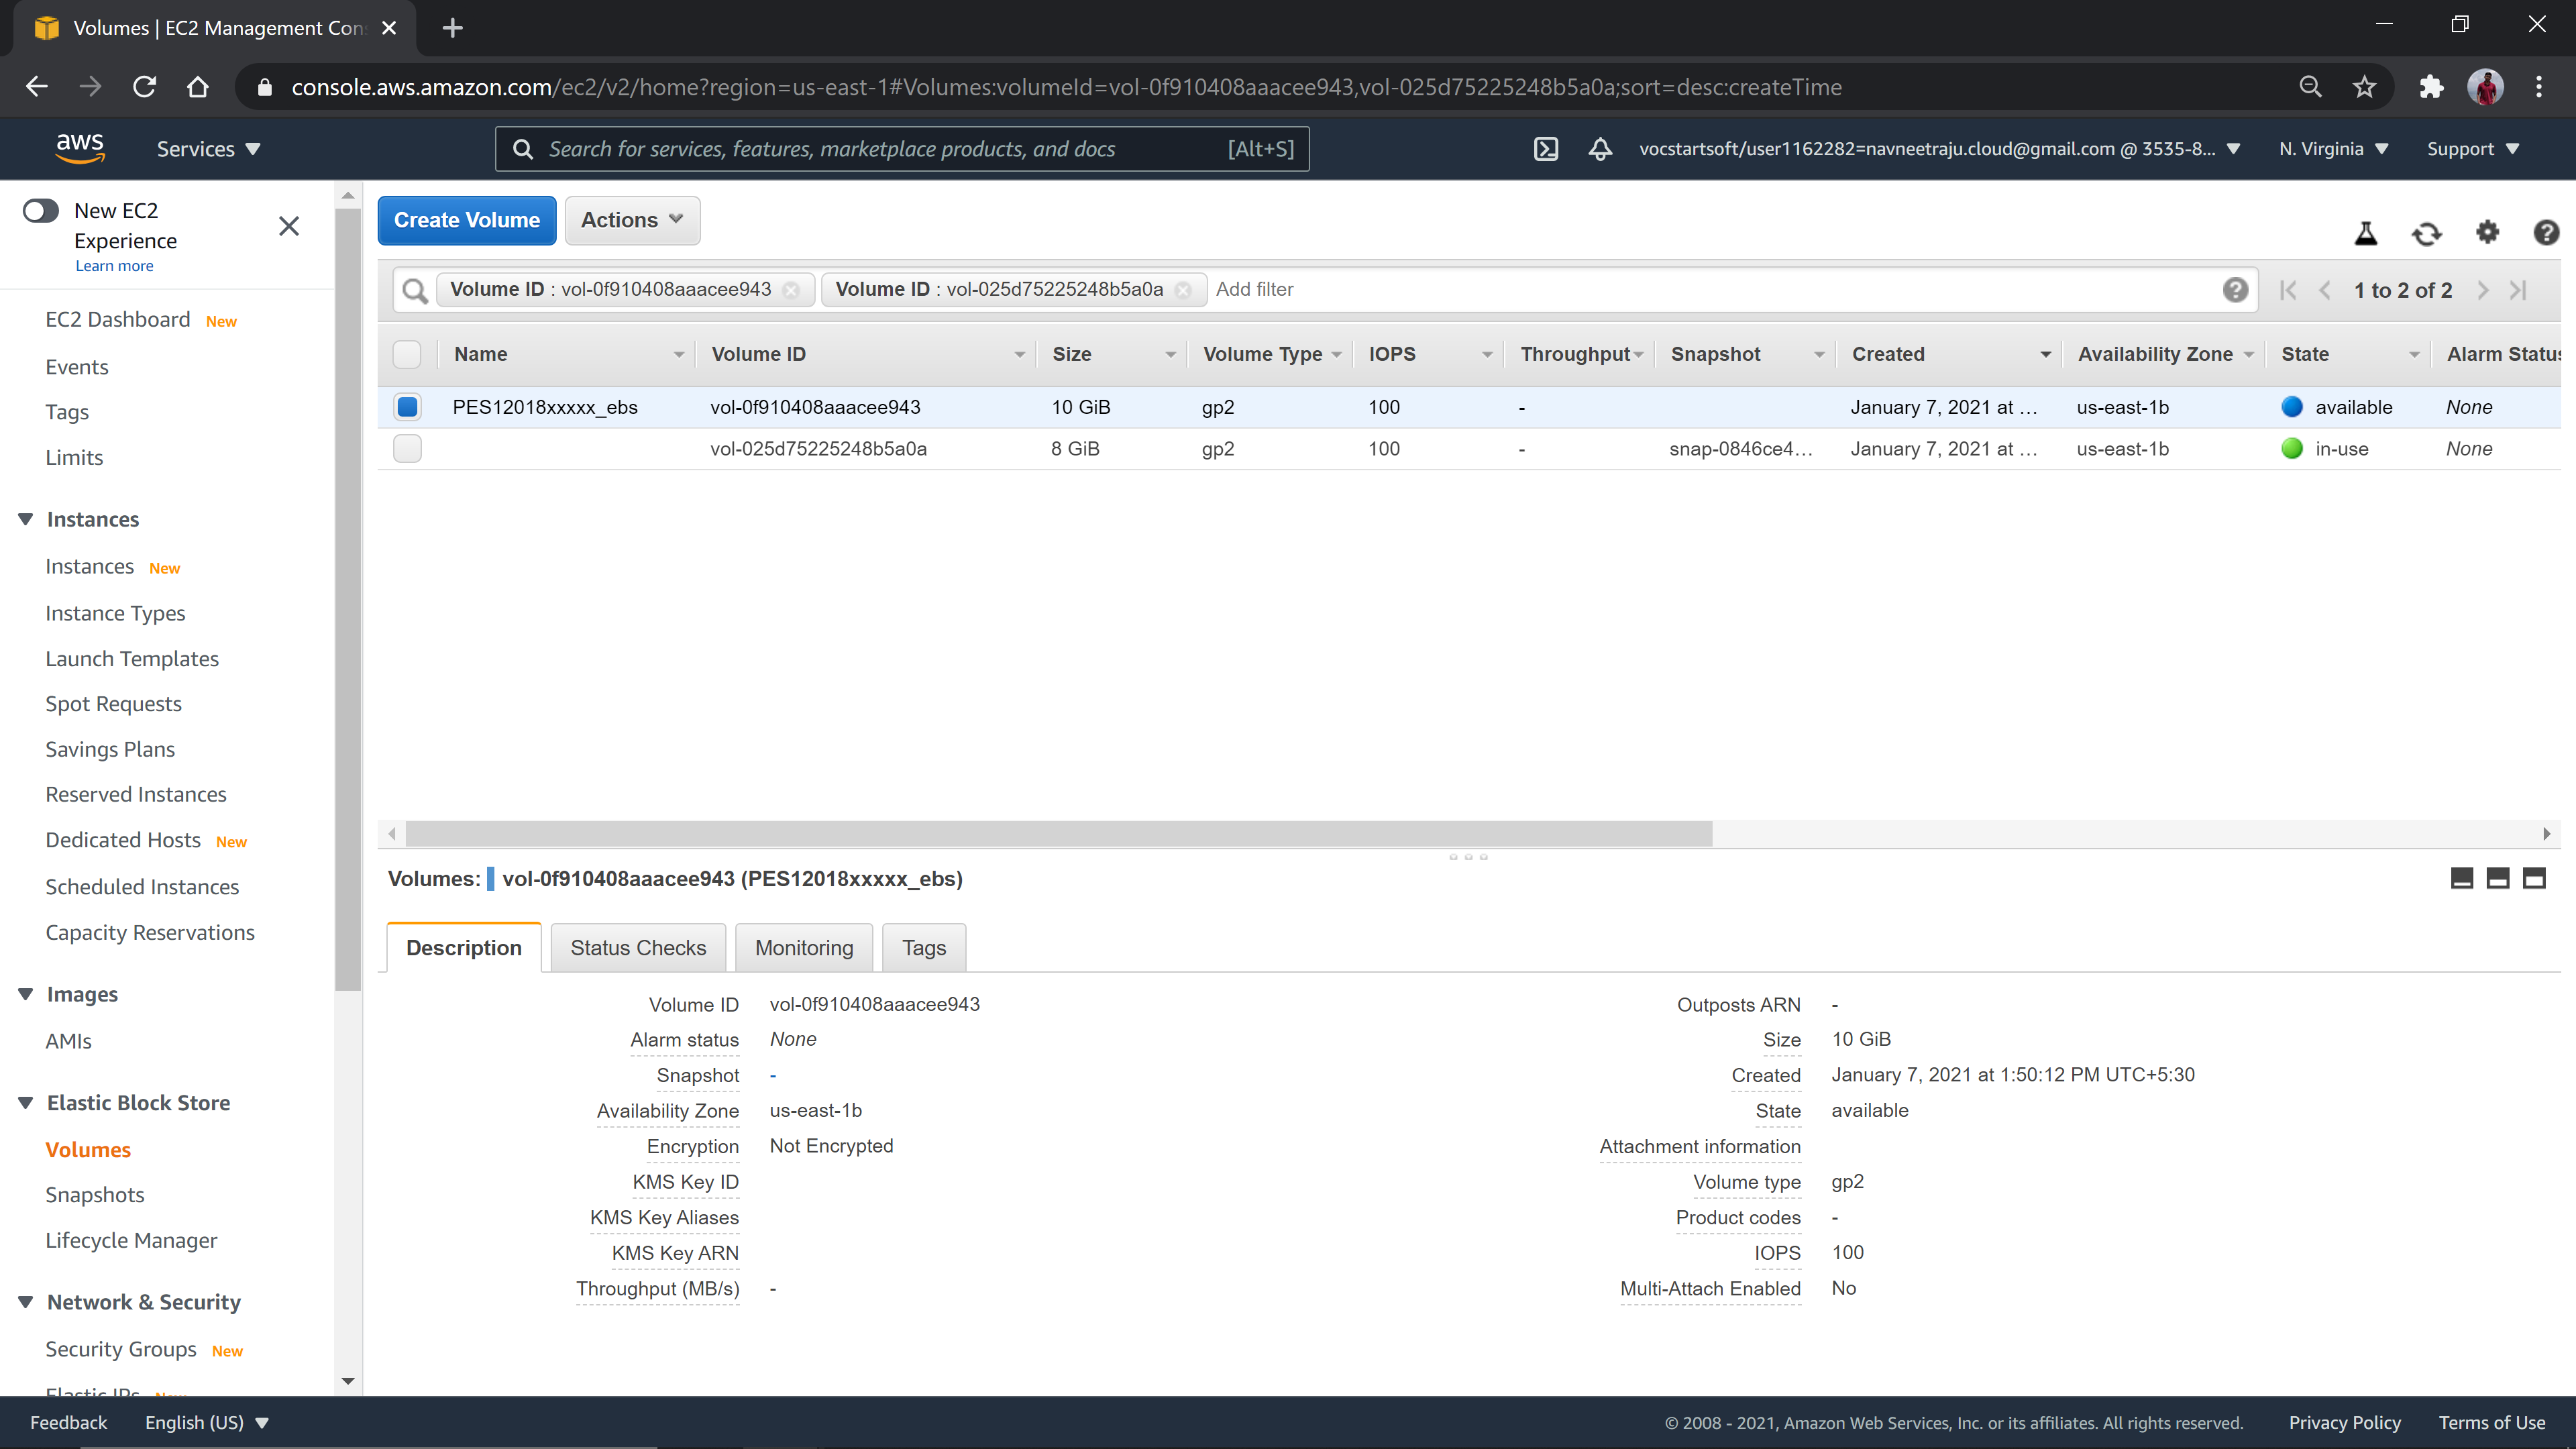 Volumes | EC2 Management Con
console.aws.amazon.com/ec2/v2/home?region=us-east-1#Volumes:volumeId=vol-0f910408aaacee943,vol-025d75225248b5a0a;sort=desc:createTime
aws Services Search for services, features, marketplace products, and docs [Alt+S] vocstartsoft/user1162282=navneetraju.cloud@gmail.com @ 3535-8... N. Virginia Support
New EC2 Experience
Learn more
EC2 Dashboard New
Events
Tags
Limits
Instances
Instances New
Instance Types
Launch Templates
Spot Requests
Savings Plans
Reserved Instances
Dedicated Hosts New
Scheduled Instances
Capacity Reservations
Images
AMIs
Elastic Block Store
Volumes
Snapshots
Lifecycle Manager
Network & Security
Security Groups New
Elastic IPs New
Create Volume Actions
Volume ID : vol-0f910408aaacee943 Volume ID : vol-025d75225248b5a0a Add filter 1 to 2 of 2
Name Volume ID Size Volume Type IOPS Throughput Snapshot Created Availability Zone State Alarm Status
PES12018xxxxx_ebs vol-0f910408aaacee943 10 GiB gp2 100 - January 7, 2021 at ... us-east-1b available None
vol-025d75225248b5a0a 8 GiB gp2 100 - snap-0846ce4... January 7, 2021 at ... us-east-1b in-use None
Volumes: vol-0f910408aaacee943 (PES12018xxxxx_ebs)
Description Status Checks Monitoring Tags
Volume ID vol-0f910408aaacee943
Alarm status None
Snapshot -
Availability Zone us-east-1b
Encryption Not Encrypted
KMS Key ID
KMS Key Aliases
KMS Key ARN
Throughput (MB/s) -
Outposts ARN -
Size 10 GiB
Created January 7, 2021 at 1:50:12 PM UTC+5:30
State available
Attachment information
Volume type gp2
Product codes -
IOPS 100
Multi-Attach Enabled No
Feedback English (US) © 2008 - 2021, Amazon Web Services, Inc. or its affiliates. All rights reserved. Privacy Policy Terms of Use